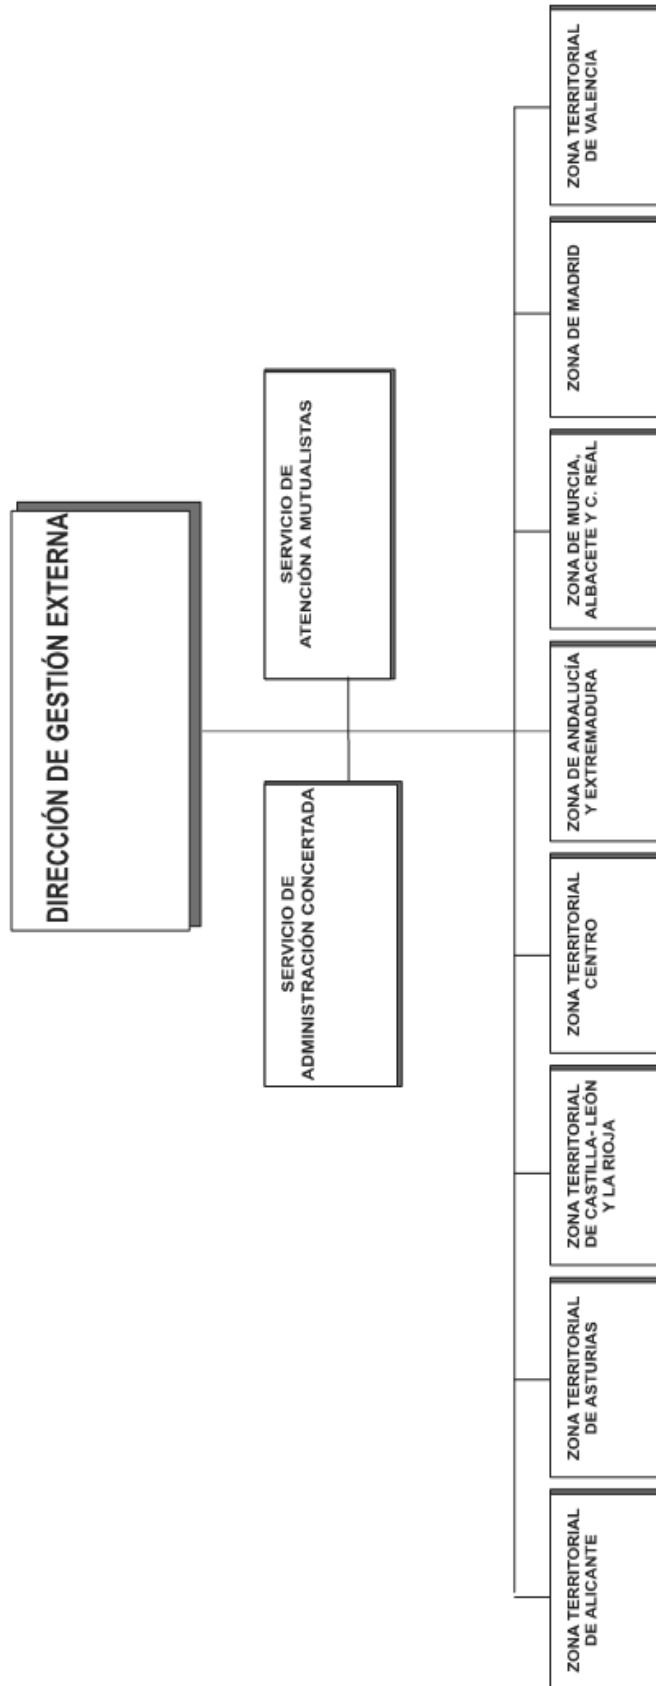 DIRECCIÓN DE GESTIÓN EXTERNA
SERVICIO DE
ADMINISTRACIÓN CONCERTADA
SERVICIO DE
ATENCIÓN A MUTUALISTAS
ZONA TERRITORIAL
DE ALICANTE
ZONA TERRITORIAL
DE ASTURIAS
ZONA TERRITORIAL
DE CASTILLA- LEÓN
Y LA RIOJA
ZONA TERRITORIAL
CENTRO
ZONA DE ANDALUCÍA
Y EXTREMADURA
ZONA DE MURCIA,
ALBACETE Y C. REAL
ZONA DE MADRID
ZONA TERRITORIAL
DE VALENCIA